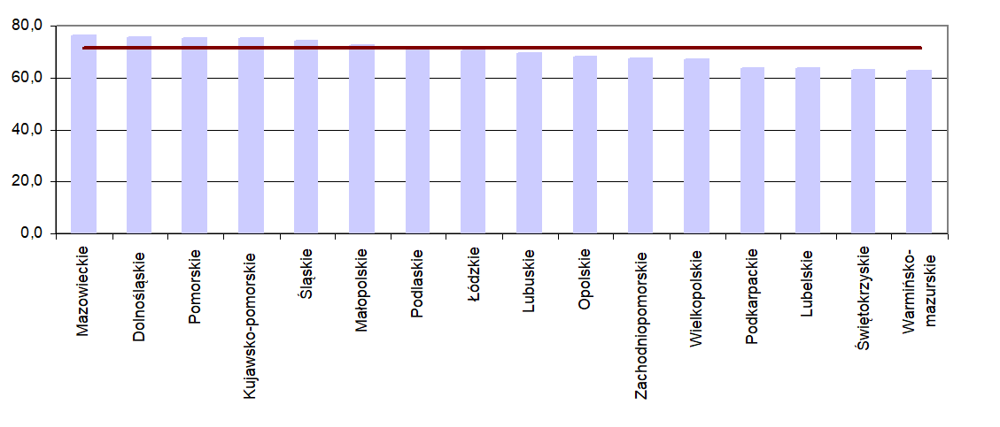 80,0
60,0
40,0
20,0
0,0
Mazowieckie
Dolnośląskie
Pomorskie
Kujawsko-pomorskie
Śląskie
Małopolskie
Podlaskie
Łódzkie
Lubuskie
Opolskie
Zachodniopomorskie
Wielkopolskie
Podkarpackie
Lubelskie
Świętokrzyskie
Warmińsko-
mazurskie